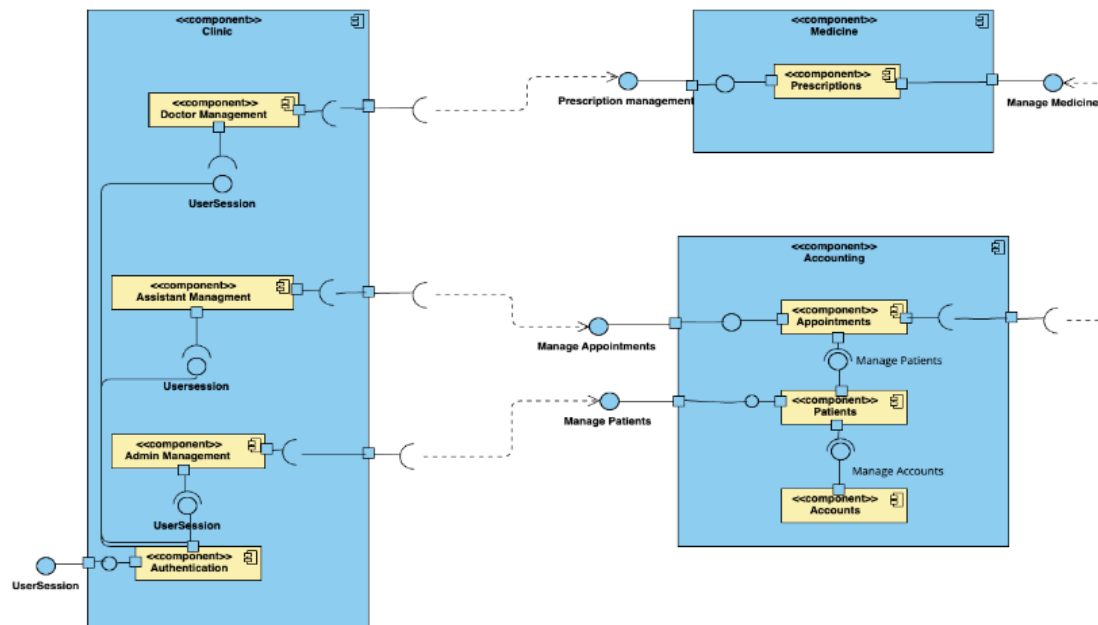 <<component>>
Clinic
<<component>>
Doctor Management
UserSession
<<component>>
Assistant Managment
Usersession
<<component>>
Admin Management
UserSession
<<component>>
Authentication
UserSession
<<component>>
Medicine
<<component>>
Prescriptions
Prescription management
Manage Medicine
<<component>>
Accounting
<<component>>
Appointments
Manage Appointments
Manage Patients
<<component>>
Patients
Manage Patients
Manage Accounts
<<component>>
Accounts